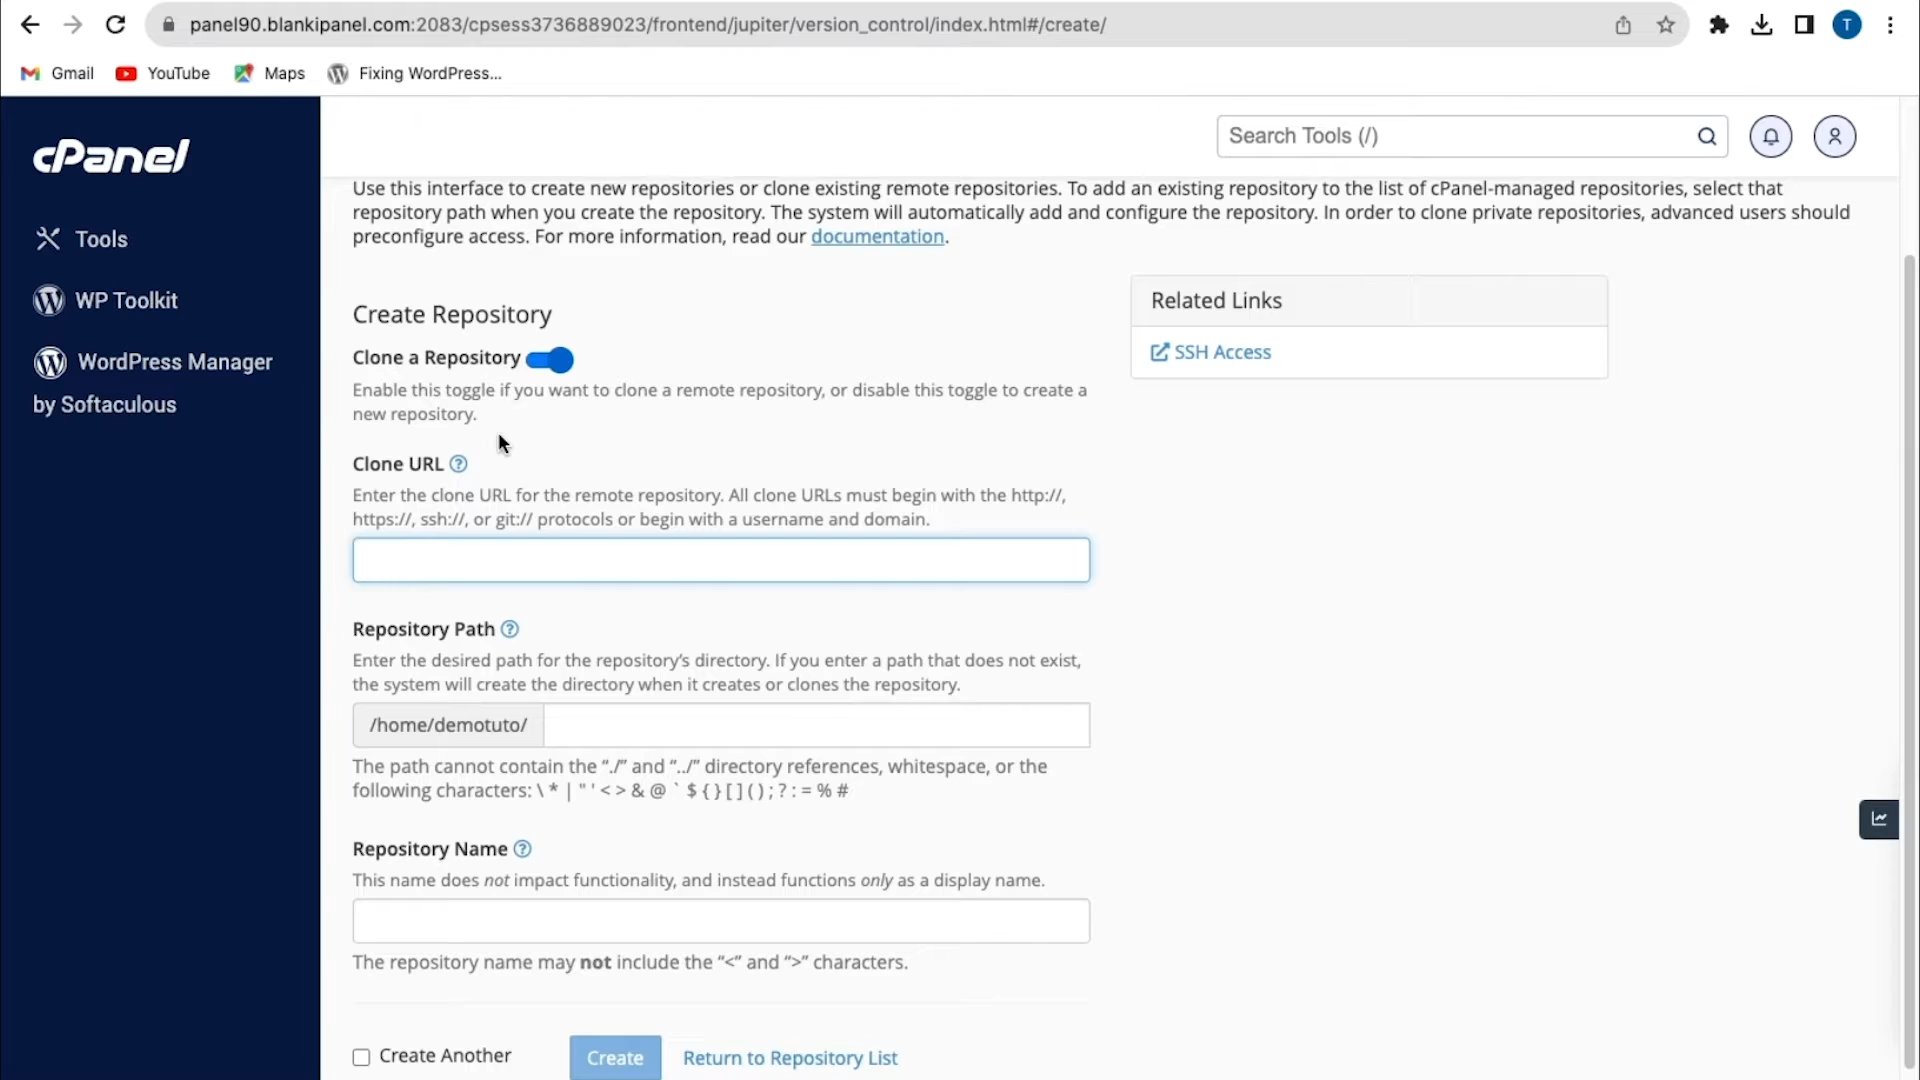 panel90.blankipanel.com:2083/cpsess3736889023/frontend/jupiter/version_control/index.html#/create/
T
Gmail
YouTube
Maps
Fixing WordPress...
cPanel
Search Tools (/)
Tools
WP Toolkit
WordPress Manager
by Softaculous
Use this interface to create new repositories or clone existing remote repositories. To add an existing repository to the list of cPanel-managed repositories, select that
repository path when you create the repository. The system will automatically add and configure the repository. In order to clone private repositories, advanced users should
preconfigure access. For more information, read our documentation.
Create Repository
Clone a Repository
Enable this toggle if you want to clone a remote repository, or disable this toggle to create a
new repository.
Clone URL
Enter the clone URL for the remote repository. All clone URLs must begin with the http://,
https://, ssh://, or git:// protocols or begin with a username and domain.
Repository Path
Enter the desired path for the repository's directory. If you enter a path that does not exist,
the system will create the directory when it creates or clones the repository.
/home/demotuto/
The path cannot contain the “./” and “../” directory references, whitespace, or the
following characters: \ * | " ' < > & @ ` $ { } [ ] ( ) ; ? : = % #
Repository Name
This name does not impact functionality, and instead functions only as a display name.
The repository name may not include the “<” and “>” characters.
Create Another
Create
Return to Repository List
Related Links
SSH Access